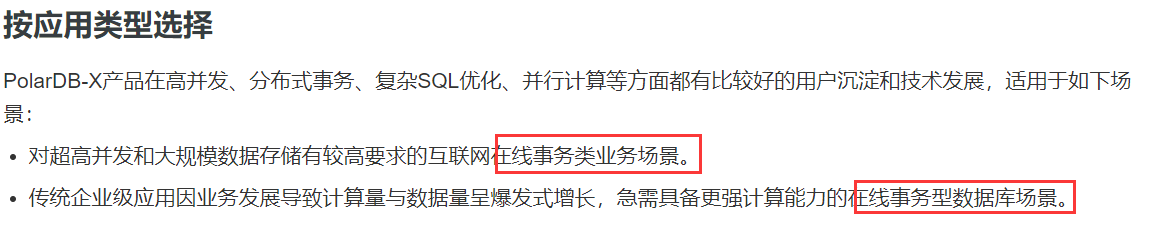 按应用类型选择
PolarDB-X产品在高并发、分布式事务、复杂SQL优化、并行计算等方面都有比较好的用户沉淀和技术发展，适用于如下场
景：
• 对超高并发和大规模数据存储有较高要求的互联网在线事务类业务场景。
• 传统企业级应用因业务发展导致计算量与数据量呈爆发式增长，急需具备更强计算能力的在线事务型数据库场景。